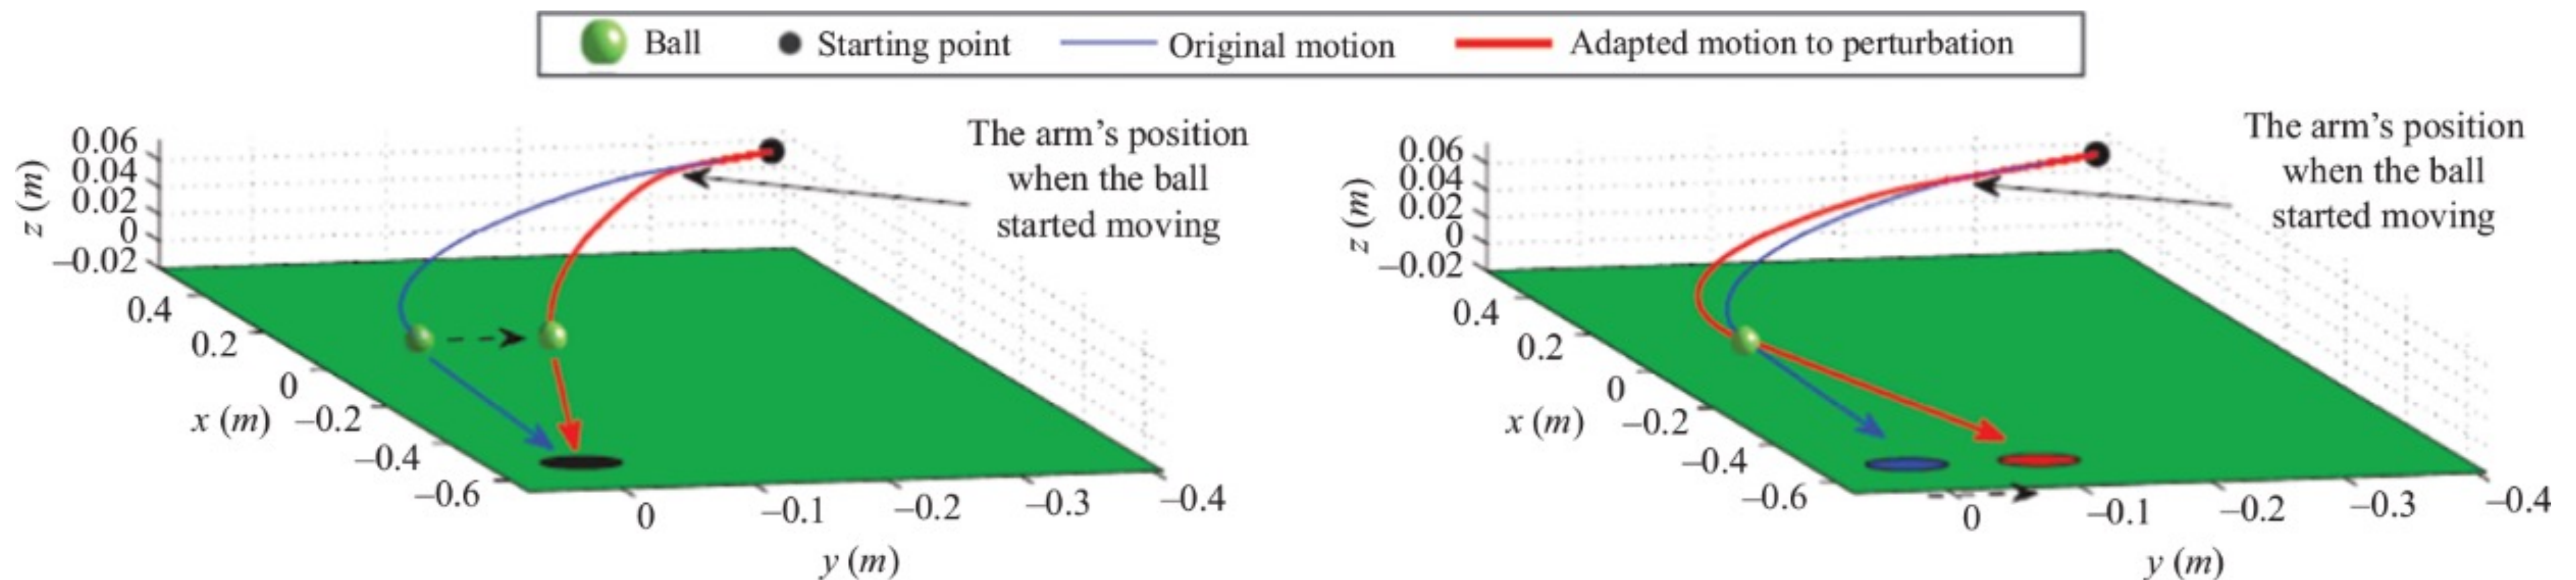 Ball Starting point Original motion Adapted motion to perturbation
The arm's position
when the ball
started moving
0.06
0.04
0.02
0
–0.02
z (m)
0.4
0.2
0
–0.2
–0.4
–0.6
x (m)
0
–0.1
–0.2
–0.3
–0.4
y (m)
The arm's position
when the ball
started moving
0.06
0.04
0.02
0
–0.02
z (m)
0.4
0.2
0
–0.2
–0.4
–0.6
x (m)
0
–0.1
–0.2
–0.3
–0.4
y (m)